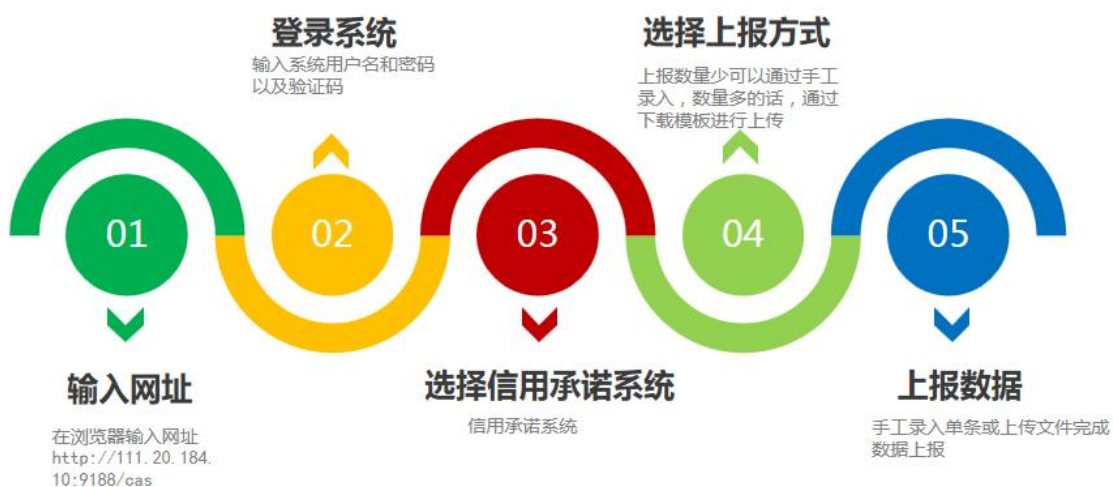 登录系统
输入系统用户名和密码
以及验证码
选择上报方式
上报数量少可以通过手工
录入，数量多的话，通过
下载模板进行上传
01
02
03
04
05
输入网址
在浏览器输入网址
http://111.20.184.
10:9188/cas
选择信用承诺系统
信用承诺系统
上报数据
手工录入单条或上传文件完成
数据上报